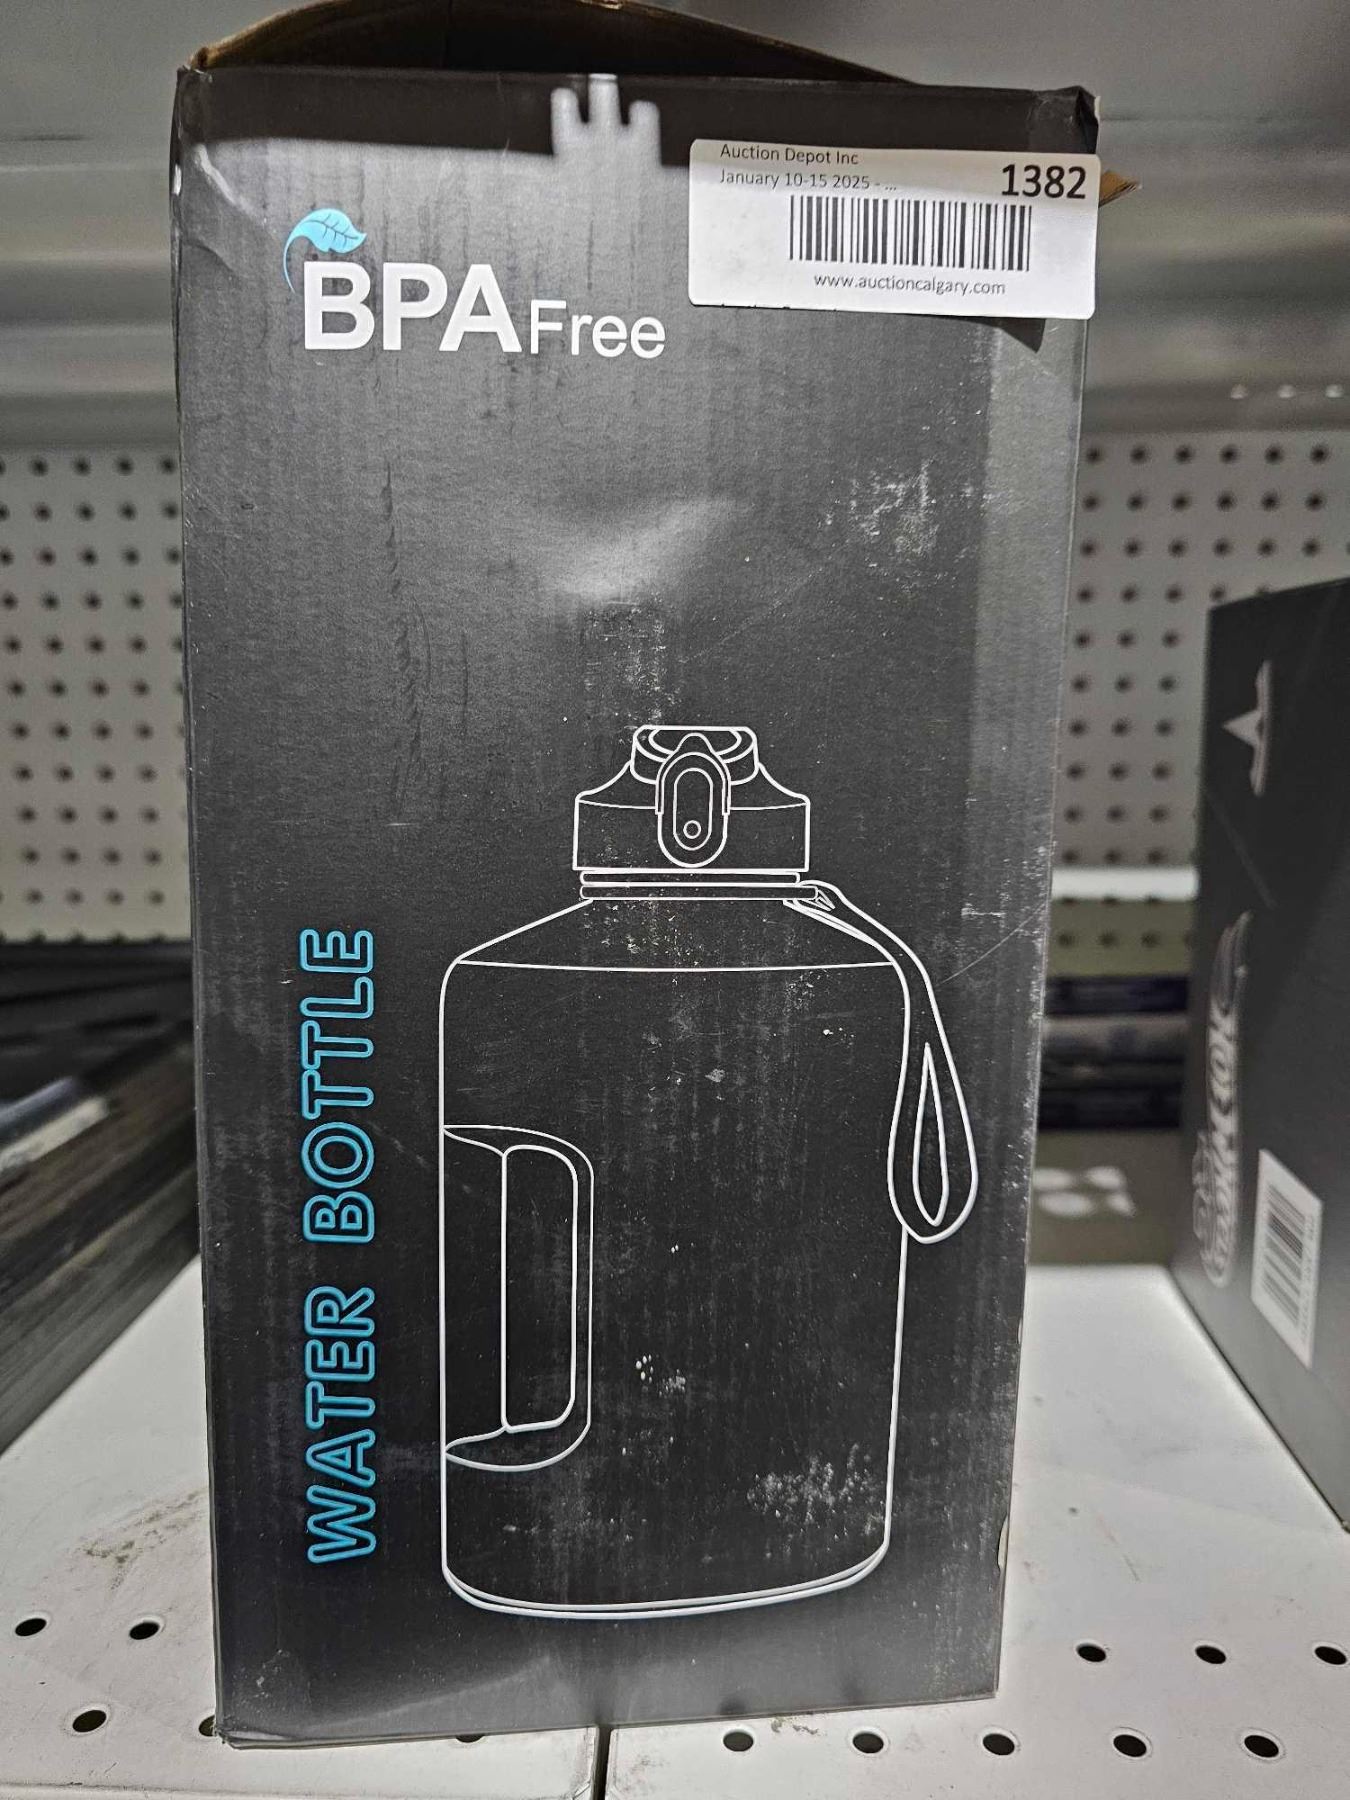 Auction Depot Inc
January 10-15 2025 - ...
1382
www.auctioncalgary.com
BPA Free
WATER BOTTLE